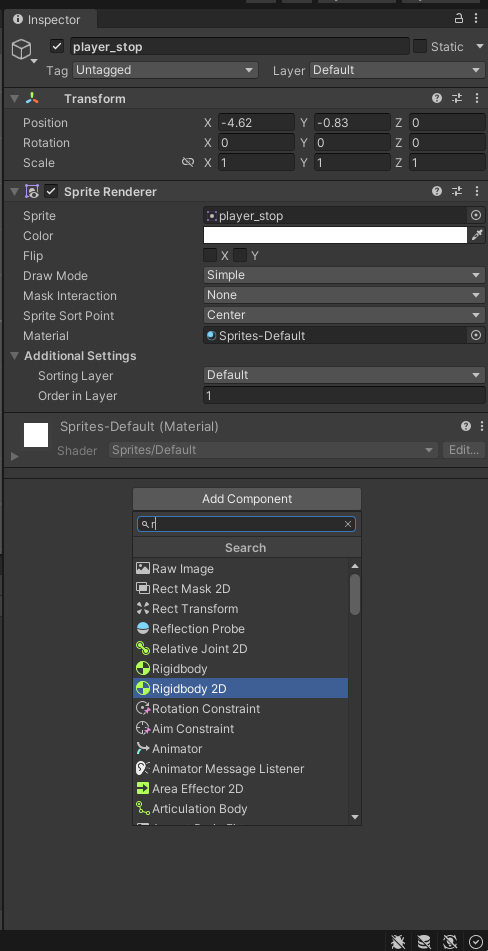 Inspector
player_stop
Static
Tag Untagged Layer Default
Transform
Position X -4.62 Y -0.83 Z 0
Rotation X 0 Y 0 Z 0
Scale X 1 Y 1 Z 1
Sprite Renderer
Sprite player_stop
Color
Flip X Y
Draw Mode Simple
Mask Interaction None
Sprite Sort Point Center
Material Sprites-Default
Additional Settings
Sorting Layer Default
Order in Layer 1
Sprites-Default (Material)
Shader Sprites/Default Edit...
Add Component
r
Search
Raw Image
Rect Mask 2D
Rect Transform
Reflection Probe
Relative Joint 2D
Rigidbody
Rigidbody 2D
Rotation Constraint
Aim Constraint
Animator
Animator Message Listener
Area Effector 2D
Articulation Body